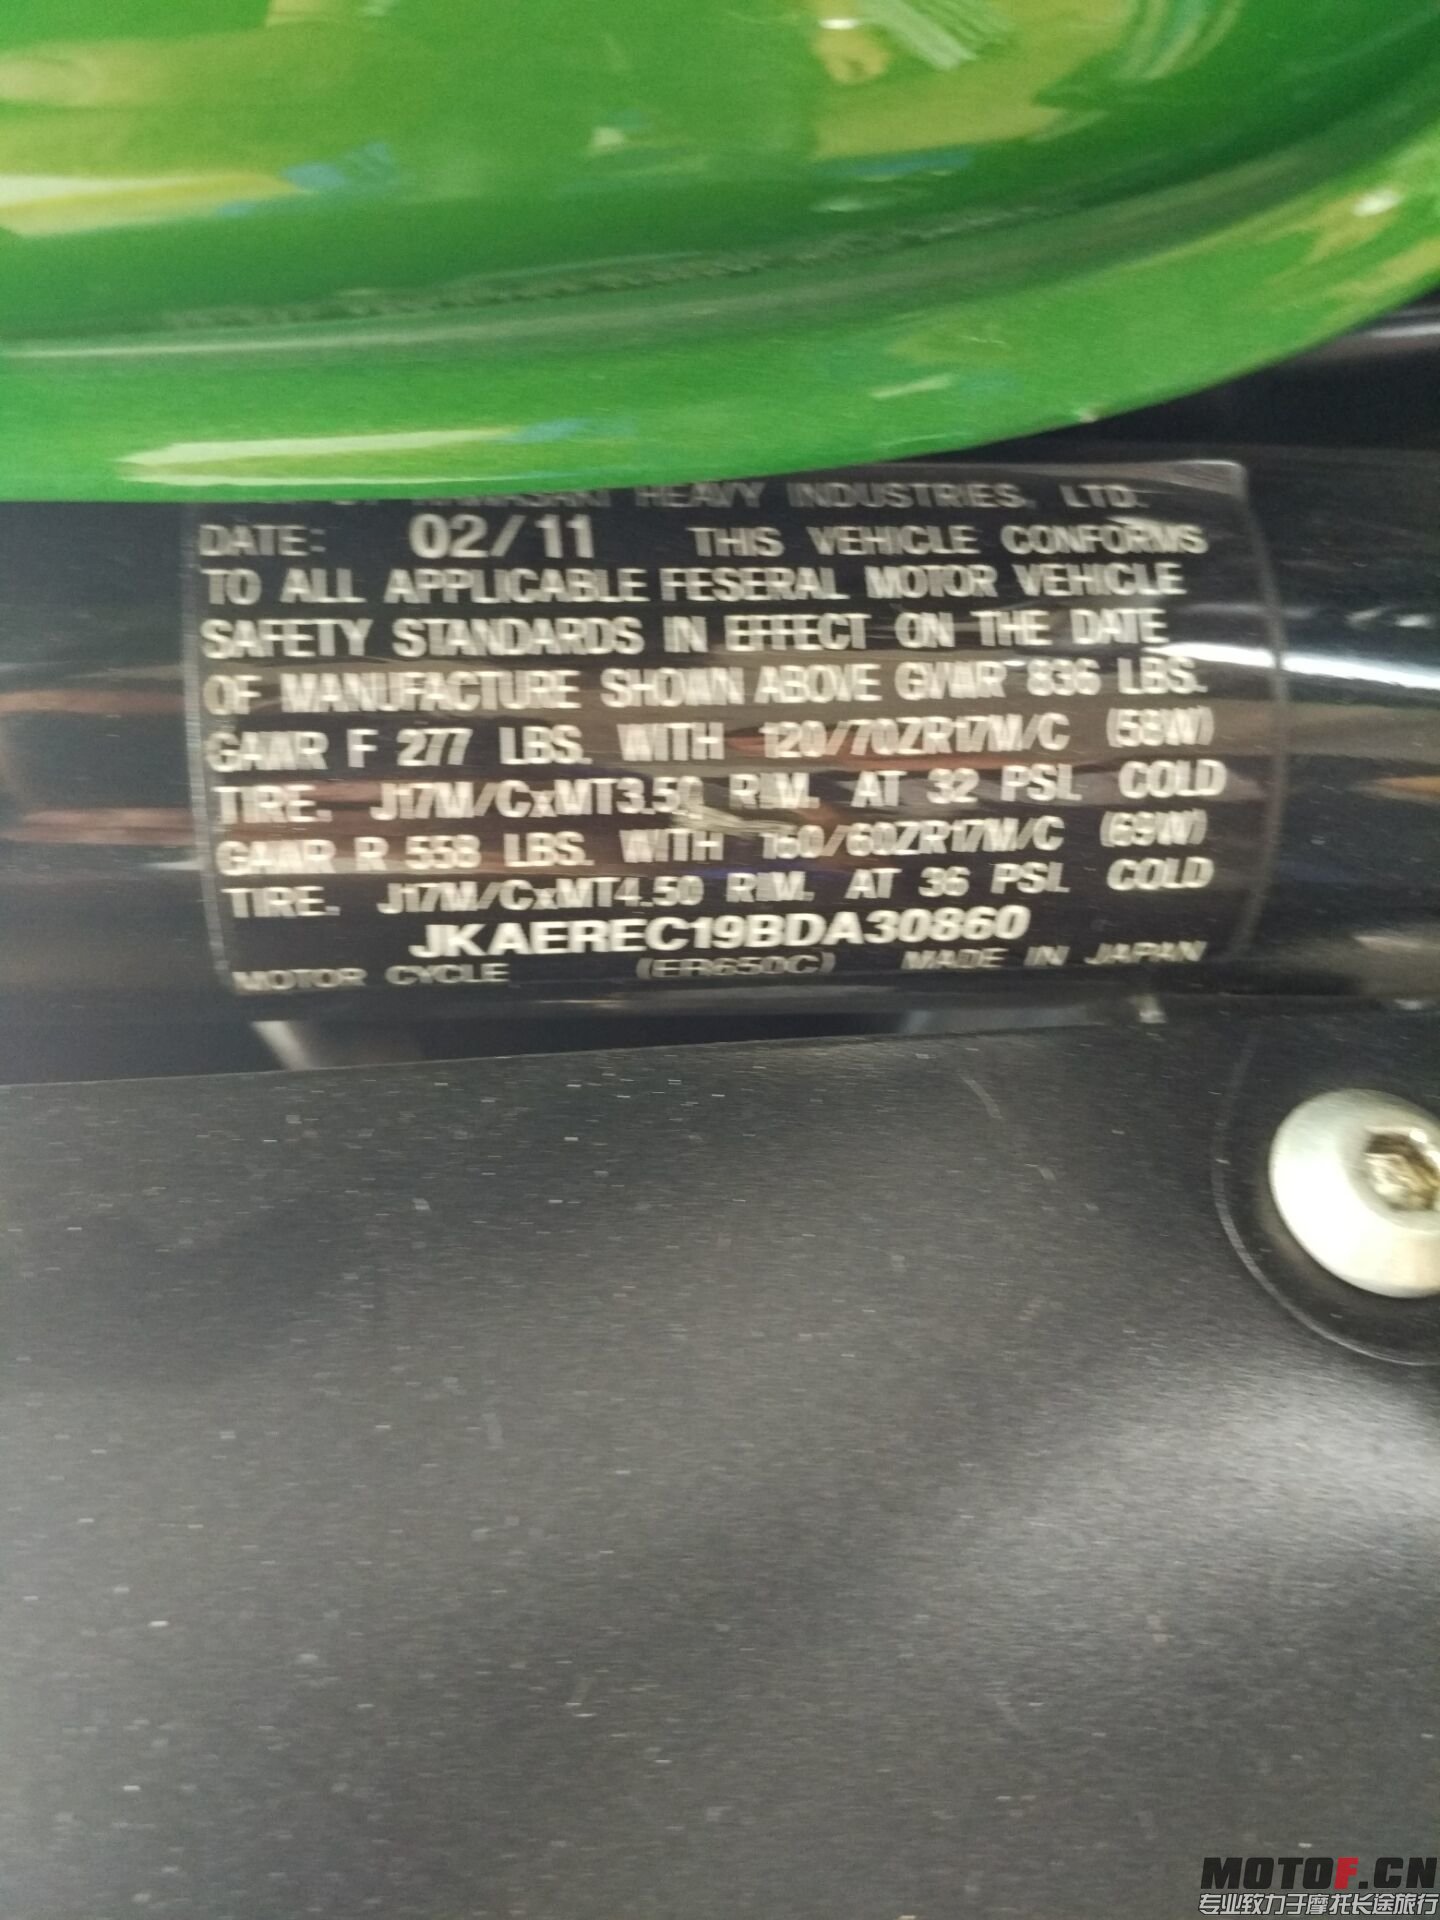 KAWASAKI HEAVY INDUSTRIES, LTD.
DATE: 02/11 THIS VEHICLE CONFORMS
TO ALL APPLICABLE FESERAL MOTOR VEHICLE
SAFETY STANDARDS IN EFFECT ON THE DATE
OF MANUFACTURE SHOWN ABOVE GVWR 836 LBS.
GAWR F 277 LBS. WITH 120/70ZR17M/C (58W)
TIRE. J17M/CxMT3.50 RIM. AT 32 PSI. COLD
GAWR R 558 LBS. WITH 160/60ZR17M/C (69W)
TIRE. J17M/CxMT4.50 RIM. AT 36 PSI. COLD
JKAEREC19BDA30860
MOTOR CYCLE (ER650C) MADE IN JAPAN
MOTOF.CN
专业致力于摩托长途旅行